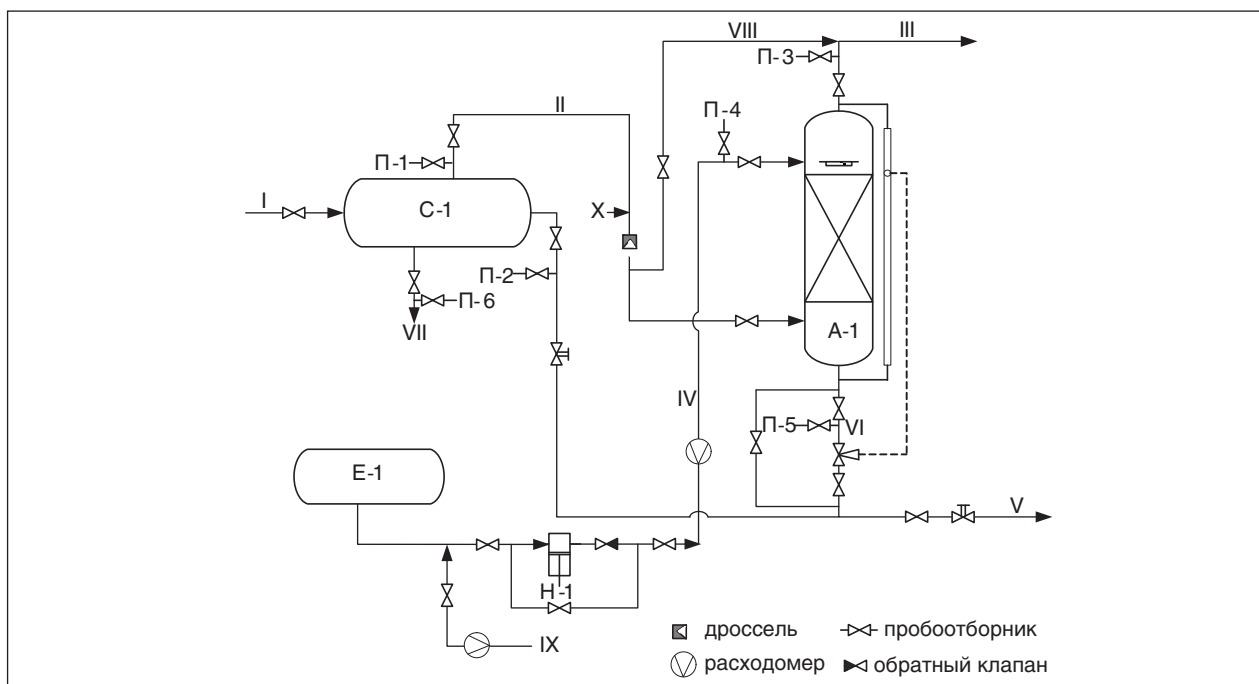 VIII
III
П-3
II
П-4
П-1
I
С-1
X
П-2
П-6
VII
А-1
IV
П-5
VI
Е-1
V
Н-1
IX
дроссель
пробоотборник
расходомер
обратный клапан